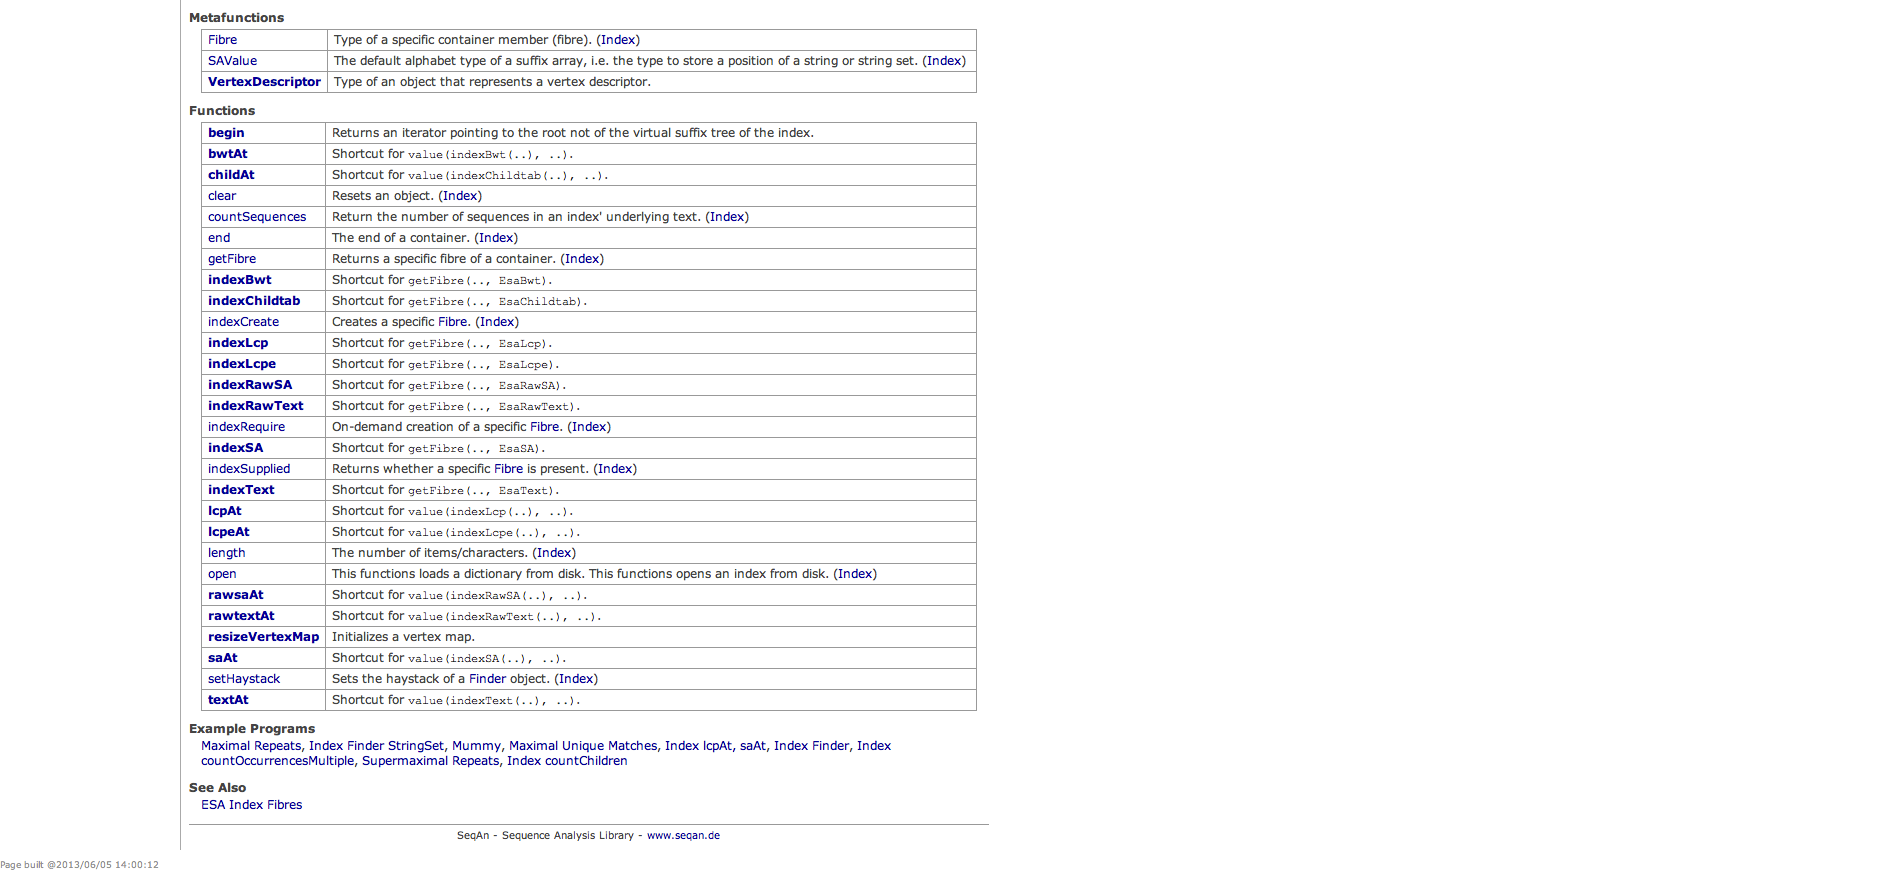 Metafunctions
Fibre Type of a specific container member (fibre). (Index)
SAValue The default alphabet type of a suffix array, i.e. the type to store a position of a string or string set. (Index)
VertexDescriptor Type of an object that represents a vertex descriptor.
Functions
begin Returns an iterator pointing to the root not of the virtual suffix tree of the index.
bwtAt Shortcut for value(indexBwt(..), ..).
childAt Shortcut for value(indexChildtab(..), ..).
clear Resets an object. (Index)
countSequences Return the number of sequences in an index' underlying text. (Index)
end The end of a container. (Index)
getFibre Returns a specific fibre of a container. (Index)
indexBwt Shortcut for getFibre(.., EsaBwt).
indexChildtab Shortcut for getFibre(.., EsaChildtab).
indexCreate Creates a specific Fibre. (Index)
indexLcp Shortcut for getFibre(.., EsaLcp).
indexLcpe Shortcut for getFibre(.., EsaLcpe).
indexRawSA Shortcut for getFibre(.., EsaRawSA).
indexRawText Shortcut for getFibre(.., EsaRawText).
indexRequire On-demand creation of a specific Fibre. (Index)
indexSA Shortcut for getFibre(.., EsaSA).
indexSupplied Returns whether a specific Fibre is present. (Index)
indexText Shortcut for getFibre(.., EsaText).
lcpAt Shortcut for value(indexLcp(..), ..).
lcpeAt Shortcut for value(indexLcpe(..), ..).
length The number of items/characters. (Index)
open This functions loads a dictionary from disk. This functions opens an index from disk. (Index)
rawsaAt Shortcut for value(indexRawSA(..), ..).
rawtextAt Shortcut for value(indexRawText(..), ..).
resizeVertexMap Initializes a vertex map.
saAt Shortcut for value(indexSA(..), ..).
setHaystack Sets the haystack of a Finder object. (Index)
textAt Shortcut for value(indexText(..), ..).
Example Programs
Maximal Repeats, Index Finder StringSet, Mummy, Maximal Unique Matches, Index lcpAt, saAt, Index Finder, Index
countOccurrencesMultiple, Supermaximal Repeats, Index countChildren
See Also
ESA Index Fibres
SeqAn - Sequence Analysis Library - www.seqan.de
Page built @2013/06/05 14:00:12